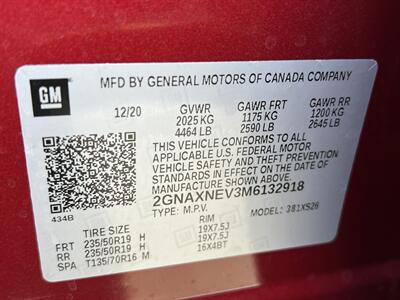 GM
MFD BY GENERAL MOTORS OF CANADA COMPANY
12/20 GVWR GAWR FRT GAWR RR
2025 KG 1175 KG 1200 KG
4464 LB 2590 LB 2645 LB
THIS VEHICLE CONFORMS TO ALL
APPLICABLE U.S. FEDERAL MOTOR
VEHICLE SAFETY AND THEFT
PREVENTION STANDARDS IN
EFFECT ON THE DATE OF
MANUFACTURE SHOWN ABOVE.
2GNAXNEV3M6132918
434B TYPE: M.P.V. MODEL: 381XS26
TIRE SIZE RIM
FRT 235/50R19 H 19X7.5J
RR 235/50R19 H 19X7.5J
SPA T135/70R16 M 16X4BT